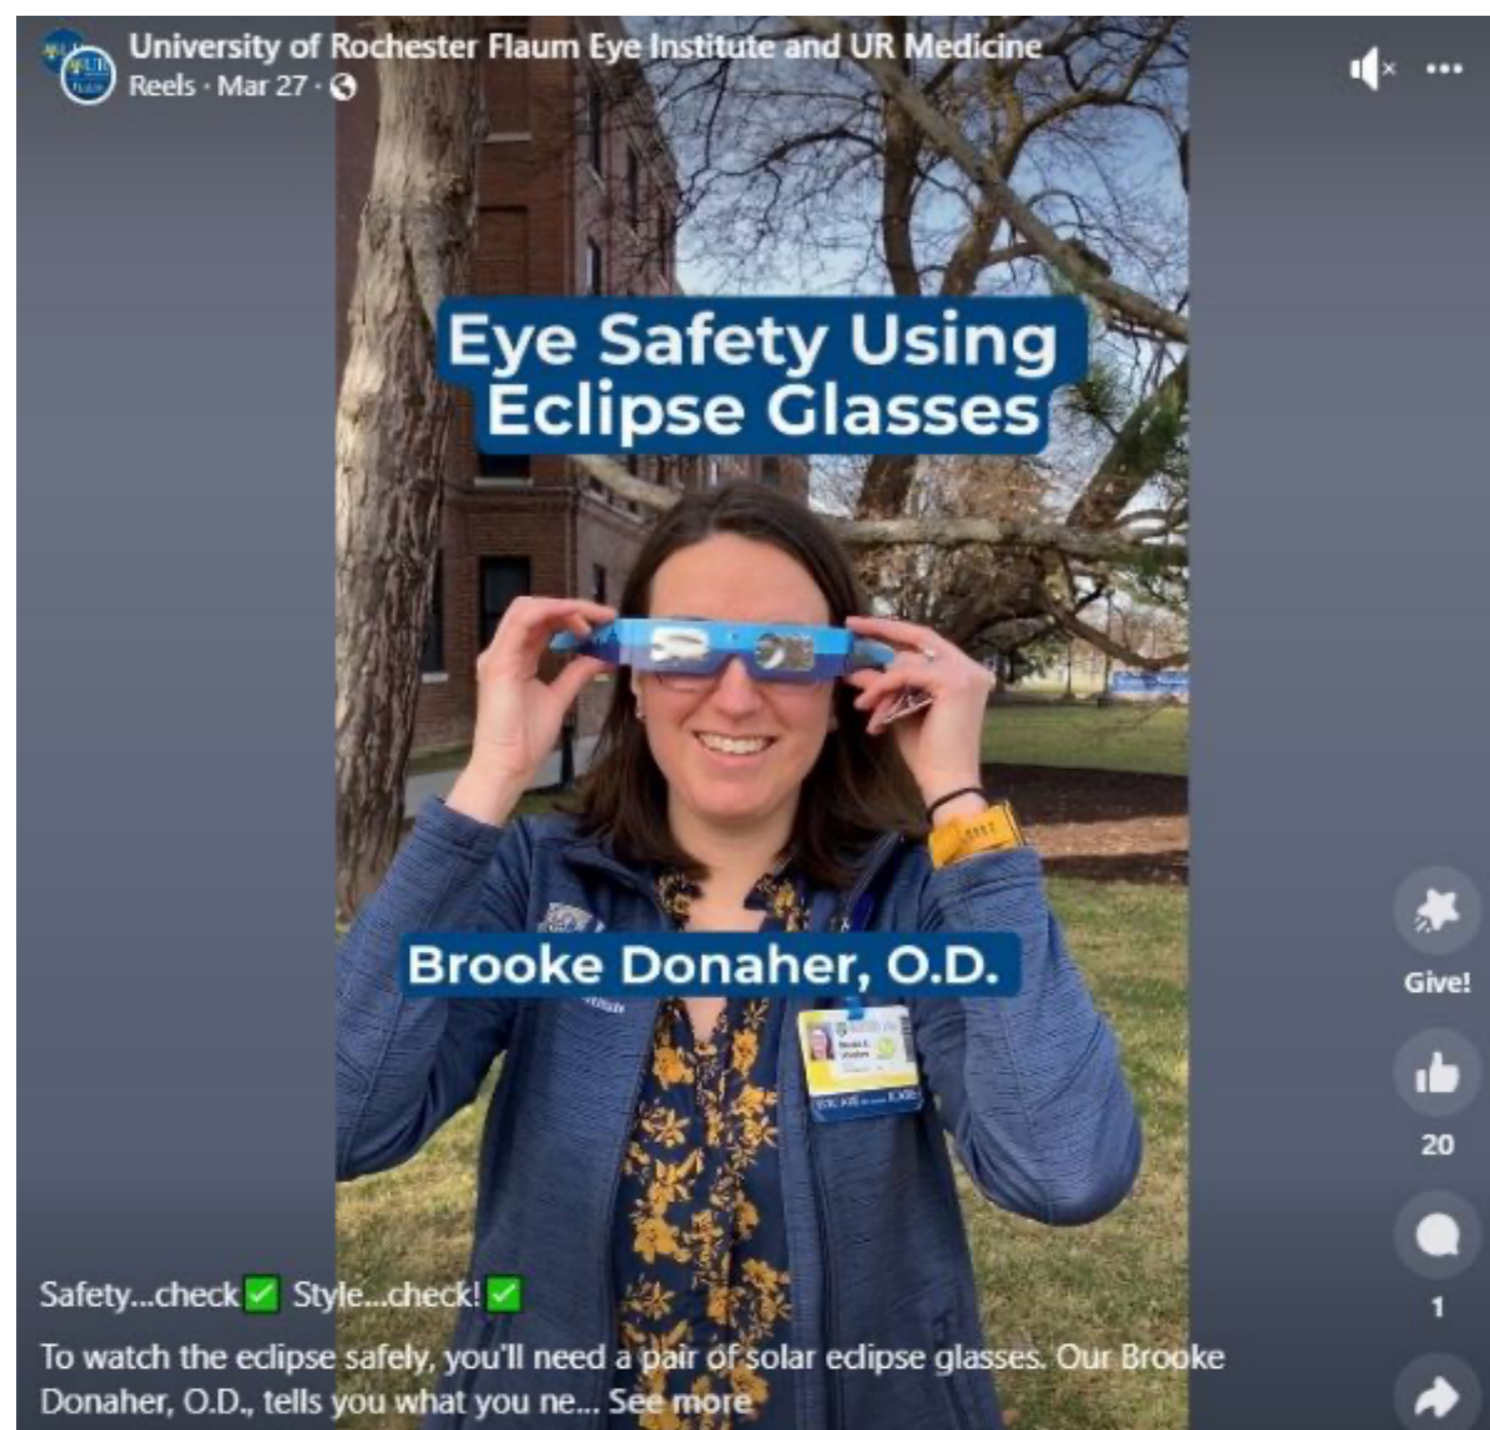 University of Rochester Flaum Eye Institute and UR Medicine
Reels · Mar 27 ·
Eye Safety Using
Eclipse Glasses
Brooke Donaher, O.D.
Give!
20
1
Safety...check✅ Style...check!✅
To watch the eclipse safely, you'll need a pair of solar eclipse glasses. Our Brooke
Donaher, O.D., tells you what you ne... See more